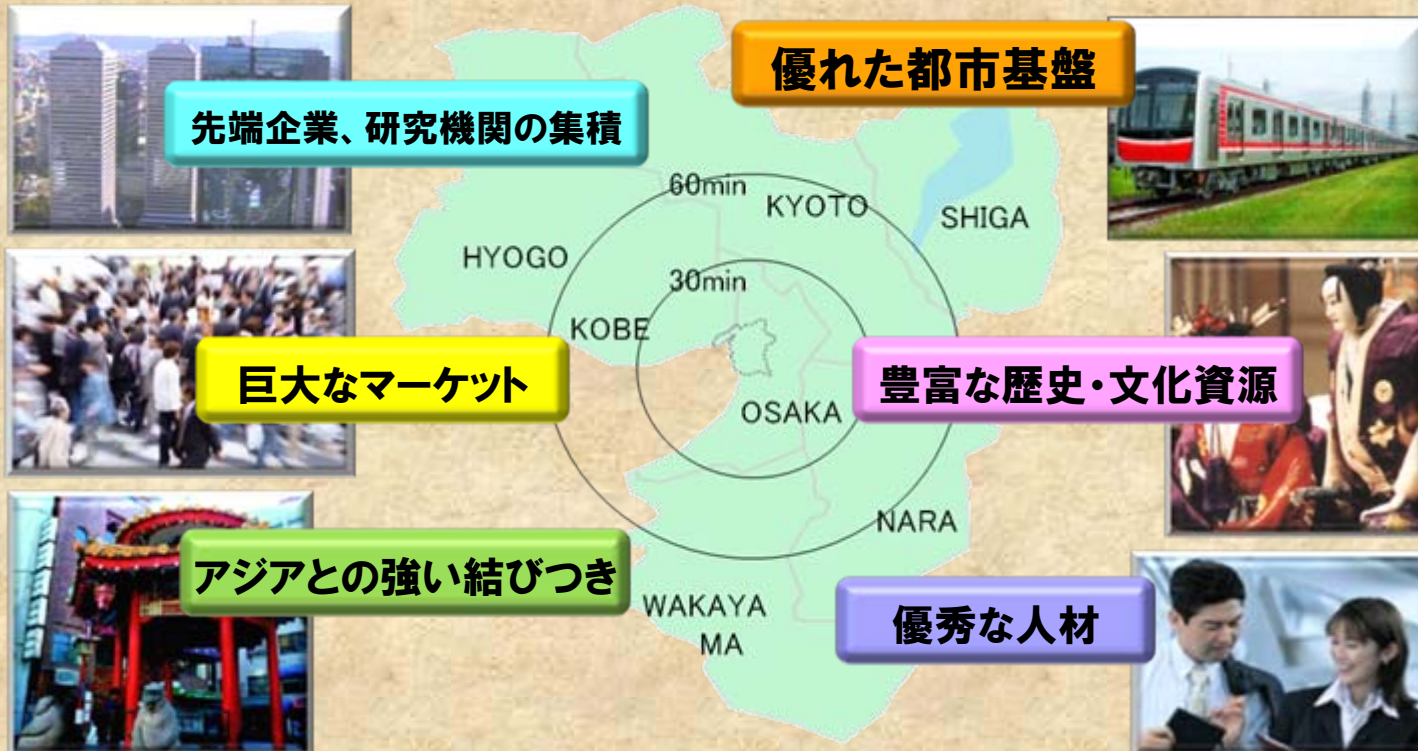 優れた都市基盤
先端企業、研究機関の集積
60min
KYOTO
SHIGA
HYOGO
30min
KOBE
巨大なマーケット
豊富な歴史・文化資源
OSAKA
NARA
アジアとの強い結びつき
WAKAYA
MA
優秀な人材